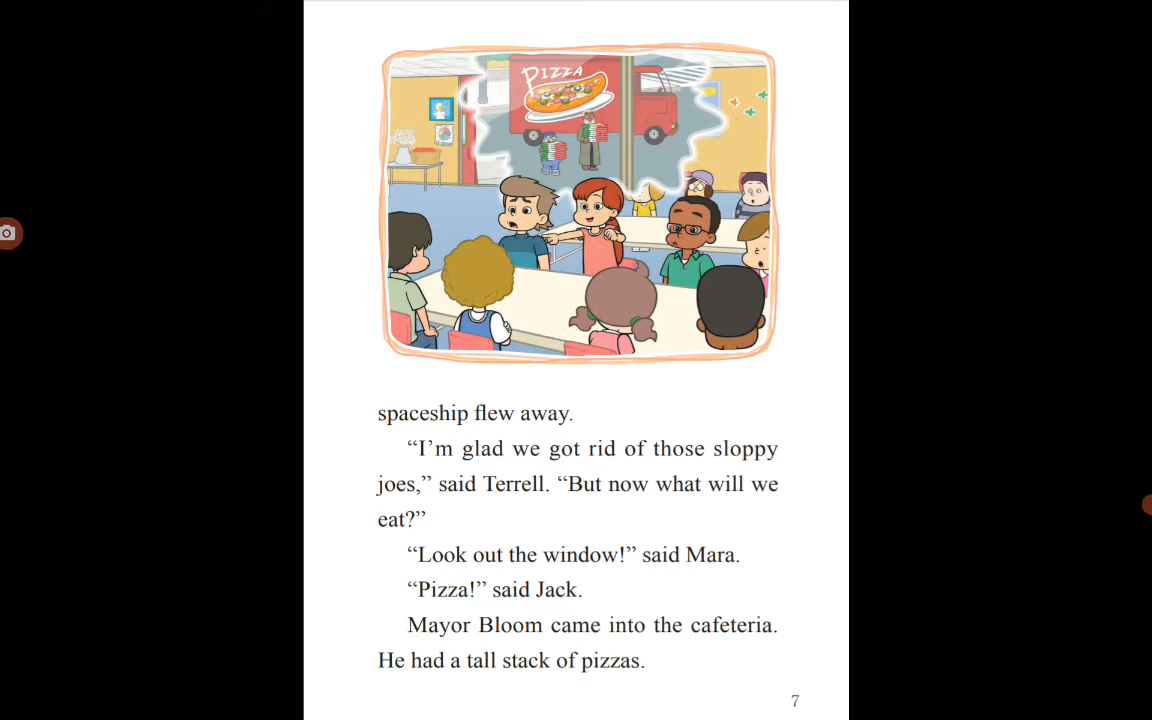 PIZZA
spaceship flew away.
“I’m glad we got rid of those sloppy
joes,” said Terrell. “But now what will we
eat?”
“Look out the window!” said Mara.
“Pizza!” said Jack.
Mayor Bloom came into the cafeteria.
He had a tall stack of pizzas.
7